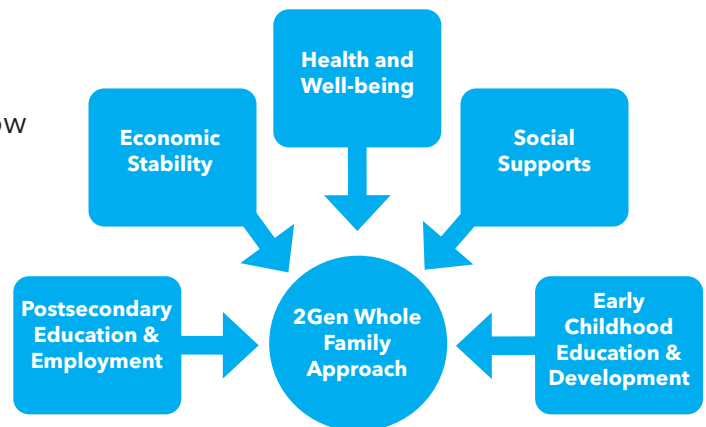 Health and
Well-being
ow
Economic
Stability
Social
Supports
Postsecondary
Education &
Employment
2Gen Whole
Family
Approach
Early
Childhood
Education &
Development